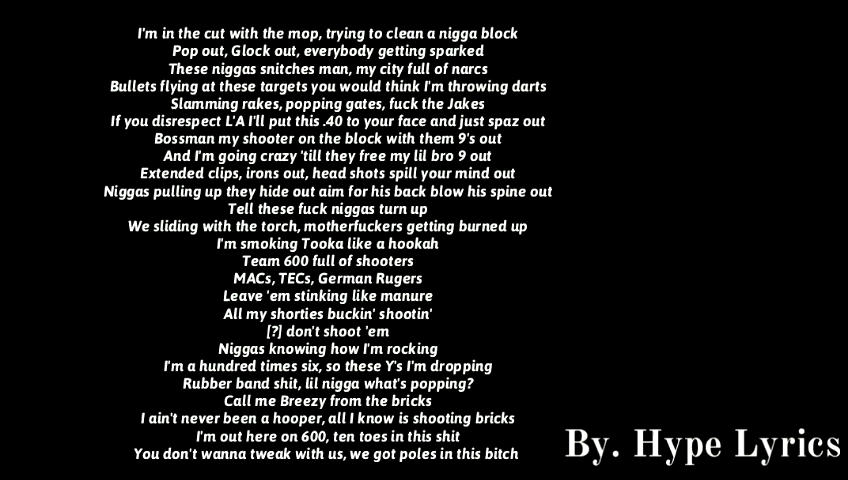 I'm in the cut with the mop, trying to clean a nigga block
Pop out, Glock out, everybody getting sparked
These niggas snitches man, my city full of narcs
Bullets flying at these targets you would think I'm throwing darts
Slamming rakes, popping gates, fuck the Jakes
If you disrespect L'A I'll put this .40 to your face and just spaz out
Bossman my shooter on the block with them 9's out
And I'm going crazy 'till they free my lil bro 9 out
Extended clips, irons out, head shots spill your mind out
Niggas pulling up they hide out aim for his back blow his spine out
Tell these fuck niggas turn up
We sliding with the torch, motherfuckers getting burned up
I'm smoking Tooka like a hookah
Team 600 full of shooters
MACs, TECs, German Rugers
Leave 'em stinking like manure
All my shorties buckin' shootin'
[?] don't shoot 'em
Niggas knowing how I'm rocking
I'm a hundred times six, so these Y's I'm dropping
Rubber band shit, lil nigga what's popping?
Call me Breezy from the bricks
I ain't never been a hooper, all I know is shooting bricks
I'm out here on 600, ten toes in this shit
You don't wanna tweak with us, we got poles in this bitch
By. Hype Lyrics